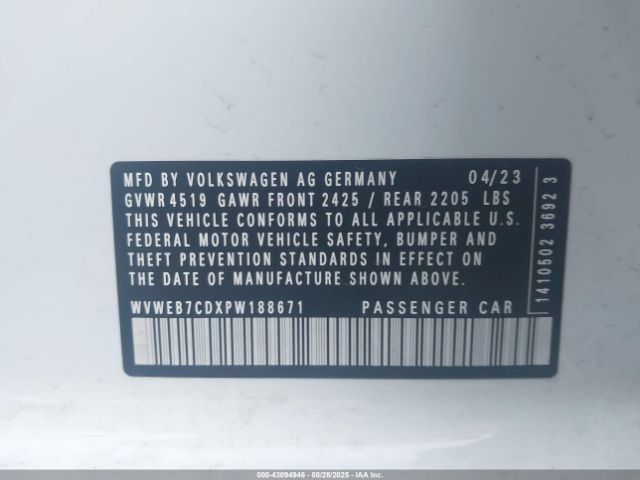 MFD BY VOLKSWAGEN AG GERMANY 04/23
GVWR 4519 GAWR FRONT 2425 / REAR 2205 LBS
THIS VEHICLE CONFORMS TO ALL APPLICABLE U.S.
FEDERAL MOTOR VEHICLE SAFETY, BUMPER AND
THEFT PREVENTION STANDARDS IN EFFECT ON
THE DATE OF MANUFACTURE SHOWN ABOVE.
WVWEB7CDXPW188671 PASSENGER CAR
1410502 3692 3
000-43094946 - 08/28/2025 - IAA Inc.